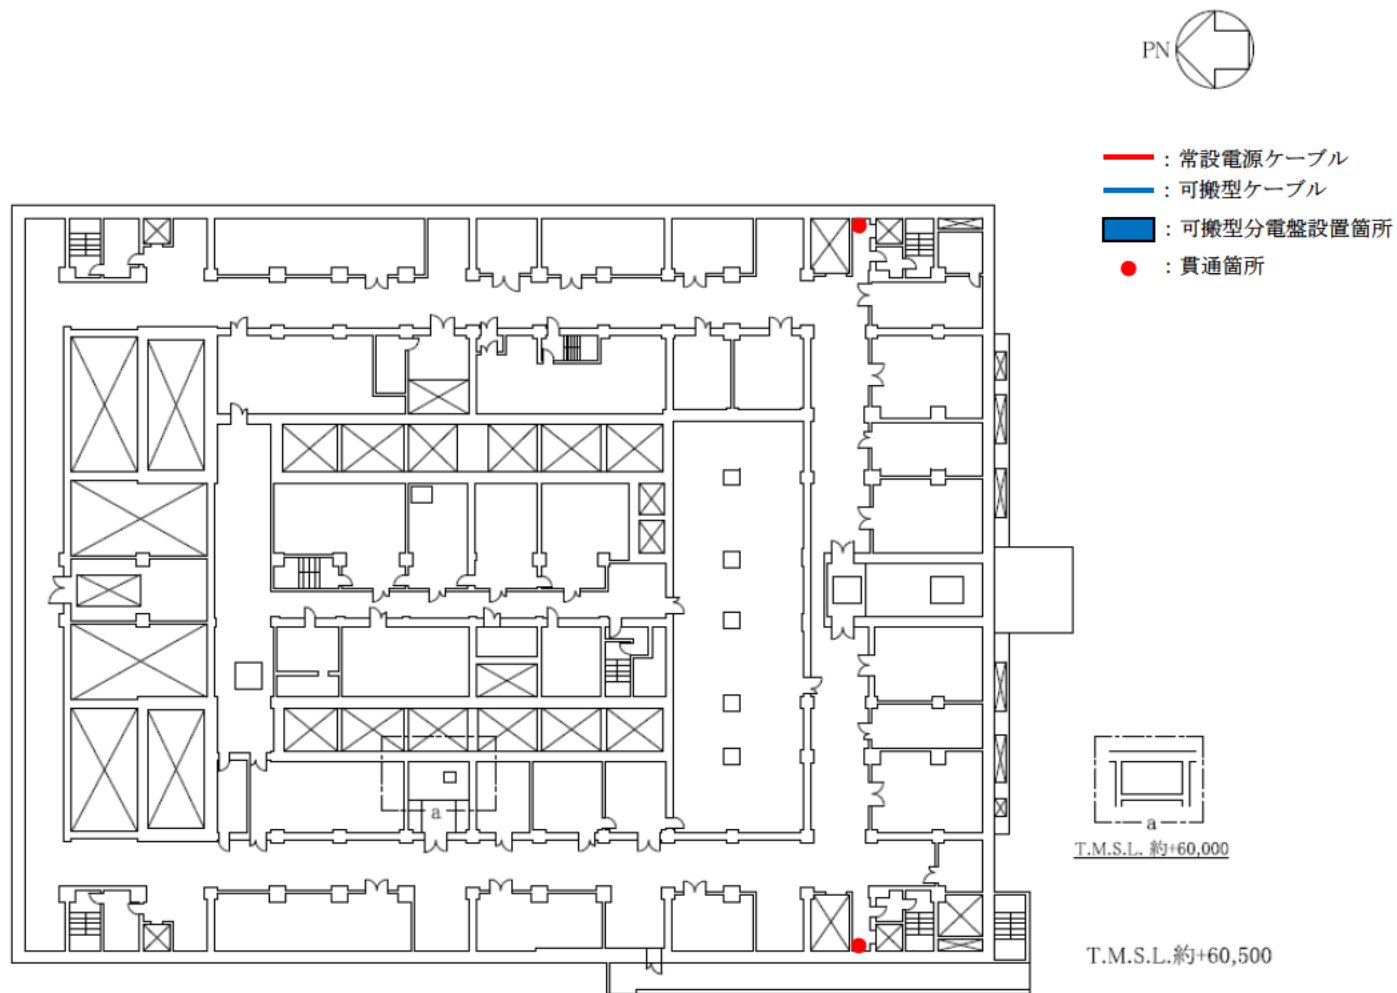 PN
：常設電源ケーブル
：可搬型ケーブル
：可搬型分電盤設置箇所
：貫通箇所
a
a
T.M.S.L. 約+60,000
T.M.S.L.約+60,500